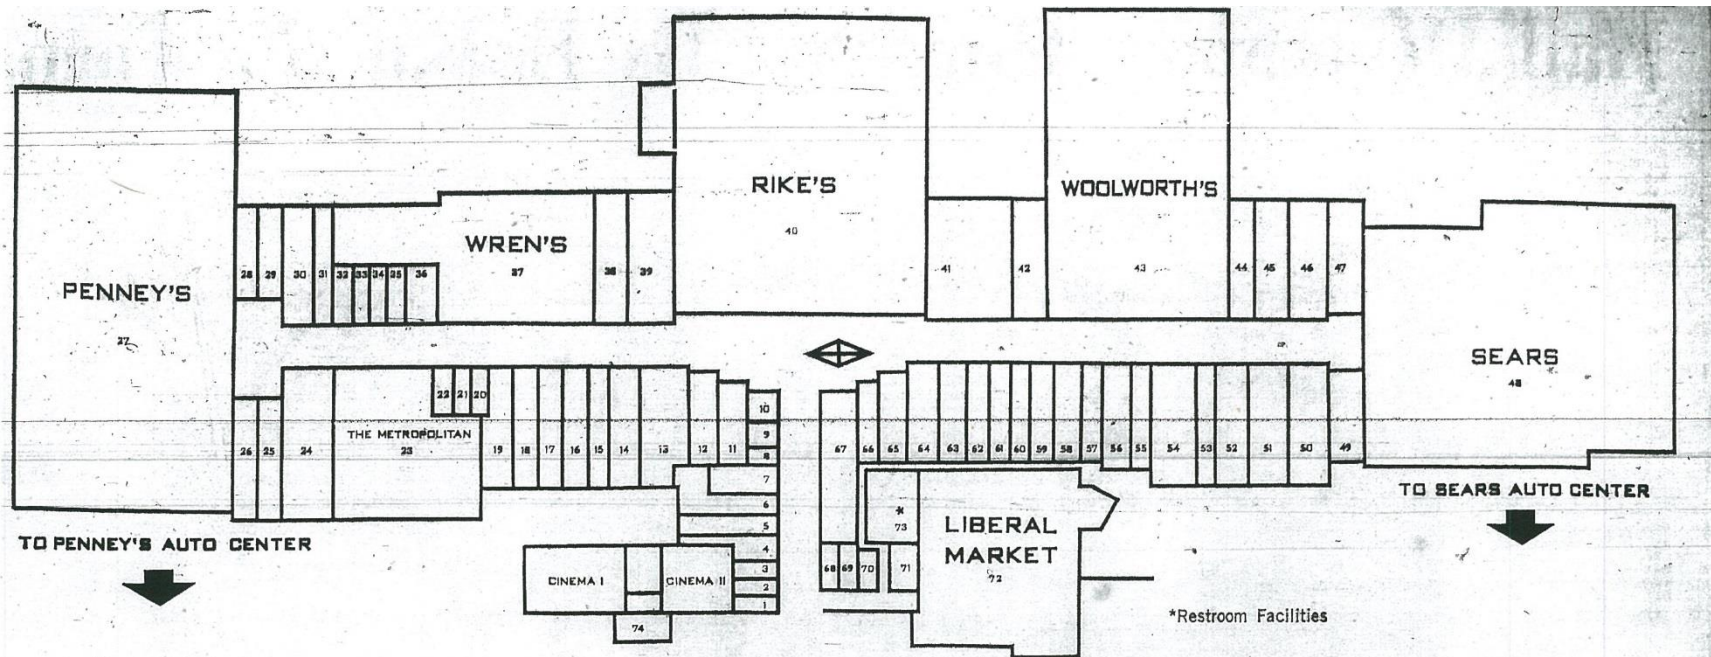 RIKE'S
40
WOOLWORTH'S
43
WREN'S
37
PENNEY'S
27
SEARS
48
28 29 30 31 32 33 34 35 36 38 39 41 42 44 45 46 47
22 21 20
THE METROPOLITAN
23
26 25 24 19 18 17 16 15 14 13 12 11
10
9
8
7
6
5
4
3
2
1
67 66 65 64 63 62 61 60 59 58 57 56 55 54 53 52 51 50 49
TO SEARS AUTO CENTER
*
73
LIBERAL
MARKET
72
68 69 70 71
TO PENNEY'S AUTO CENTER
CINEMA I
CINEMA II
74
*Restroom Facilities